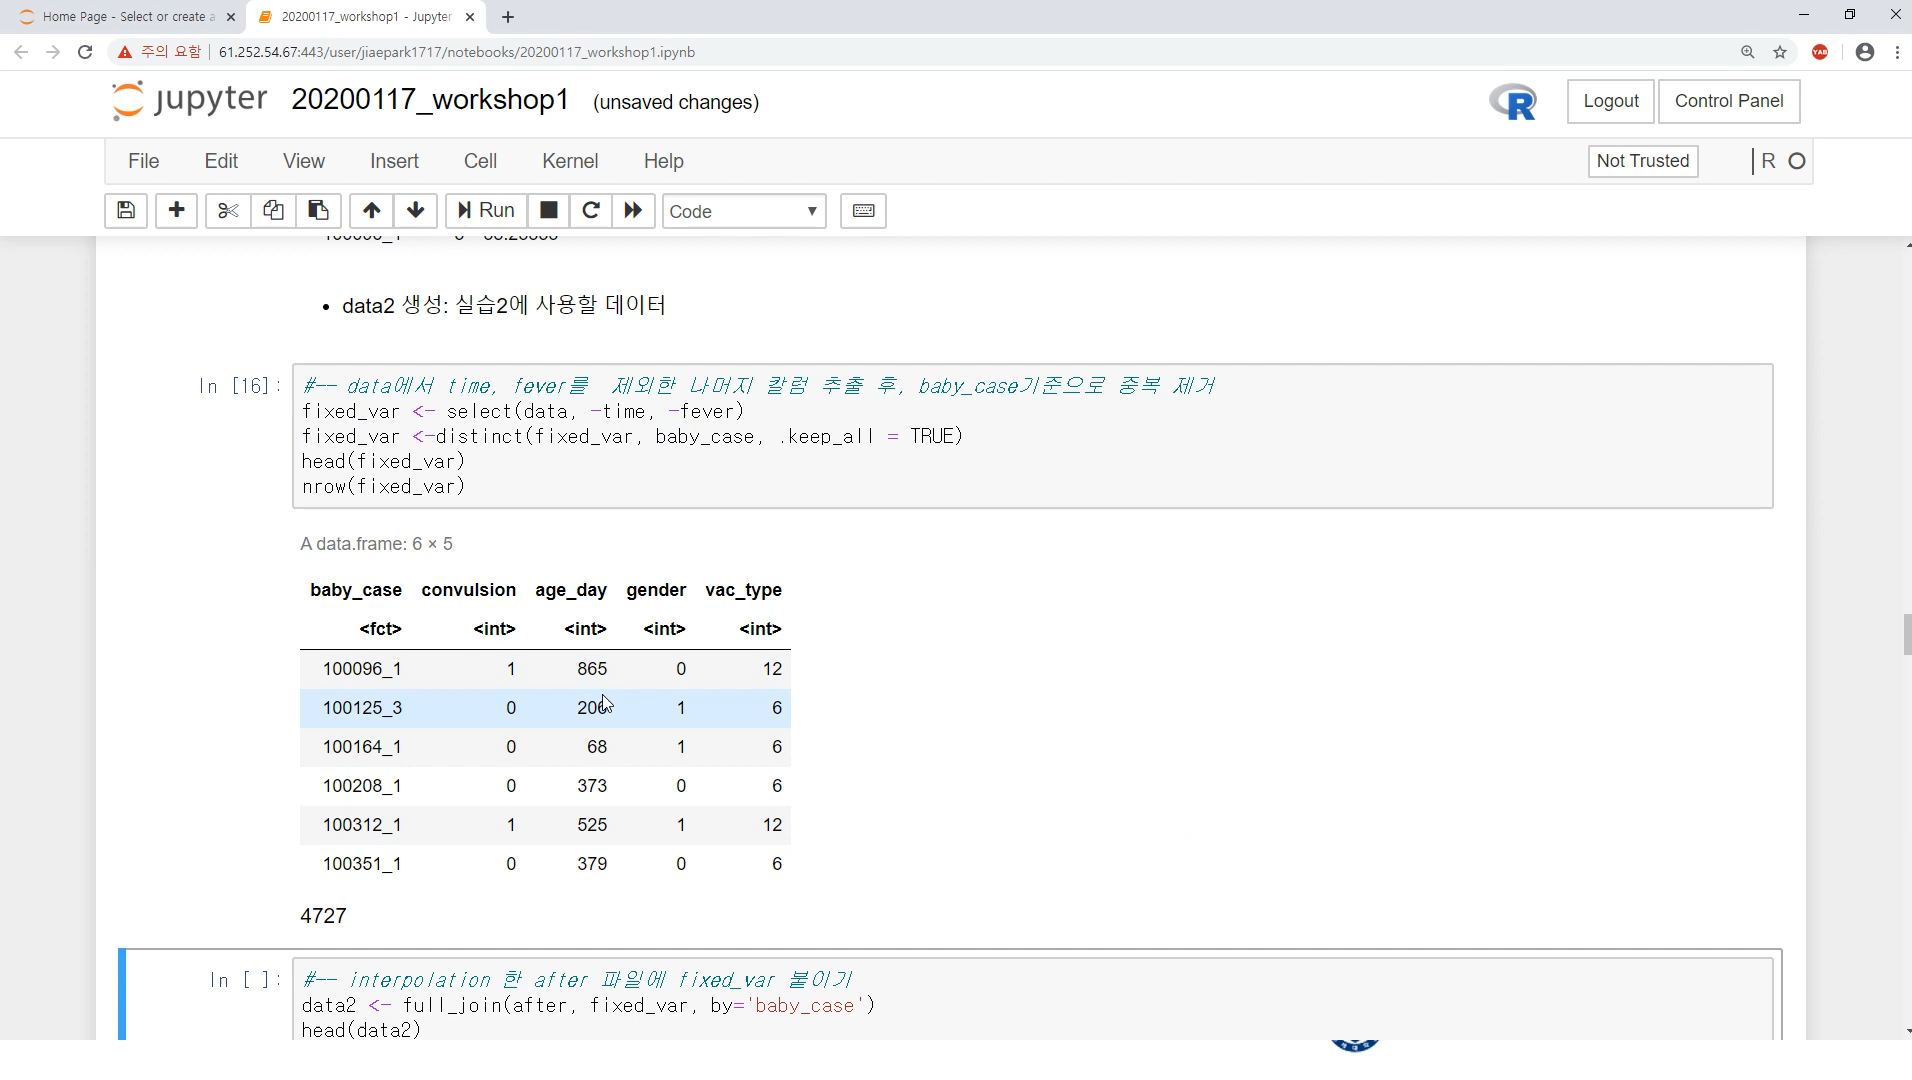 Home Page - Select or create a
20200117_workshop1 - Jupyter
주의 요함 | 61.252.54.67:443/user/jiaepark1717/notebooks/20200117_workshop1.ipynb
YAB
jupyter 20200117_workshop1 (unsaved changes)
R
Logout
Control Panel
File Edit View Insert Cell Kernel Help
Not Trusted
R
Run
Code
• data2 생성: 실습2에 사용할 데이터
In [16]:
#-- data에서 time, fever를  제외한 나머지 칼럼 추출 후, baby_case기준으로 중복 제거
fixed_var <- select(data, -time, -fever)
fixed_var <-distinct(fixed_var, baby_case, .keep_all = TRUE)
head(fixed_var)
nrow(fixed_var)
A data.frame: 6 × 5
baby_case convulsion age_day gender vac_type
<fct> <int> <int> <int> <int>
100096_1 1 865 0 12
100125_3 0 206 1 6
100164_1 0 68 1 6
100208_1 0 373 0 6
100312_1 1 525 1 12
100351_1 0 379 0 6
4727
In [ ]:
#-- interpolation 한 after 파일에 fixed_var 붙이기
data2 <- full_join(after, fixed_var, by='baby_case')
head(data2)